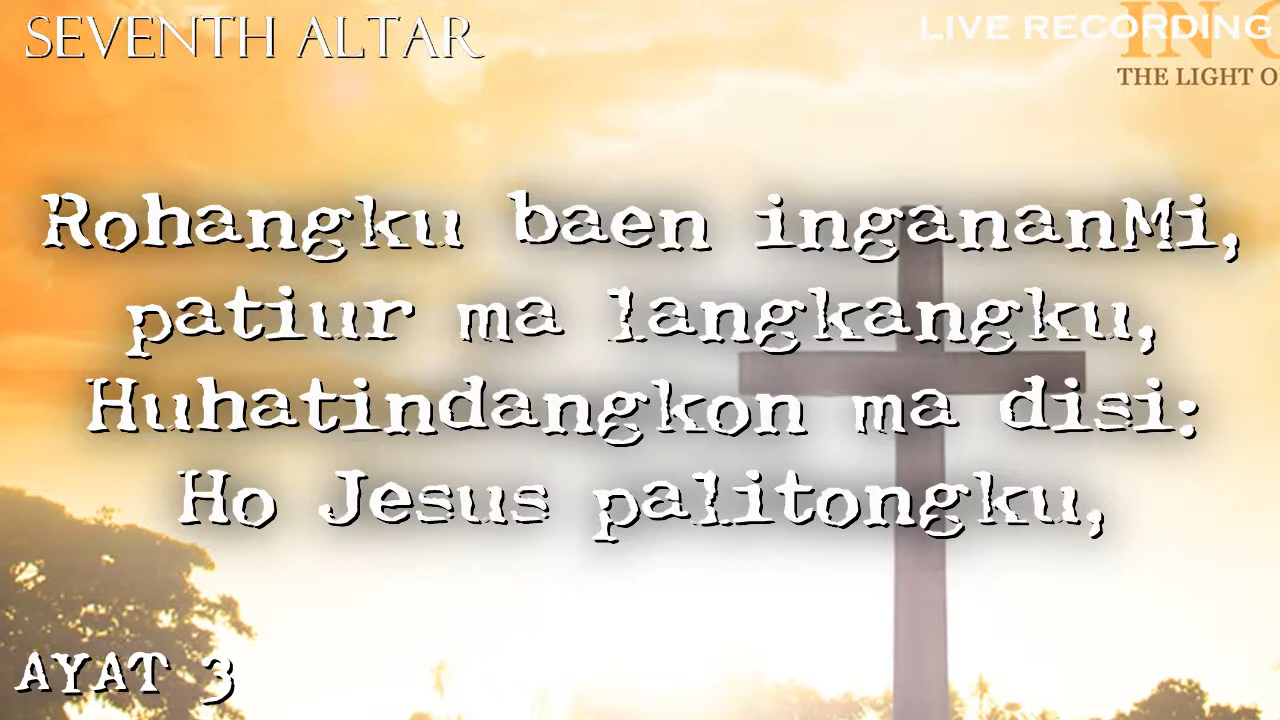 SEVENTH ALTAR
LIVE RECORDING
IN
THE LIGHT O
Rohangku baen ingananMi,
patiur ma langkangku,
Huhatindangkon ma disi:
Ho Jesus palitongku,
AYAT 3